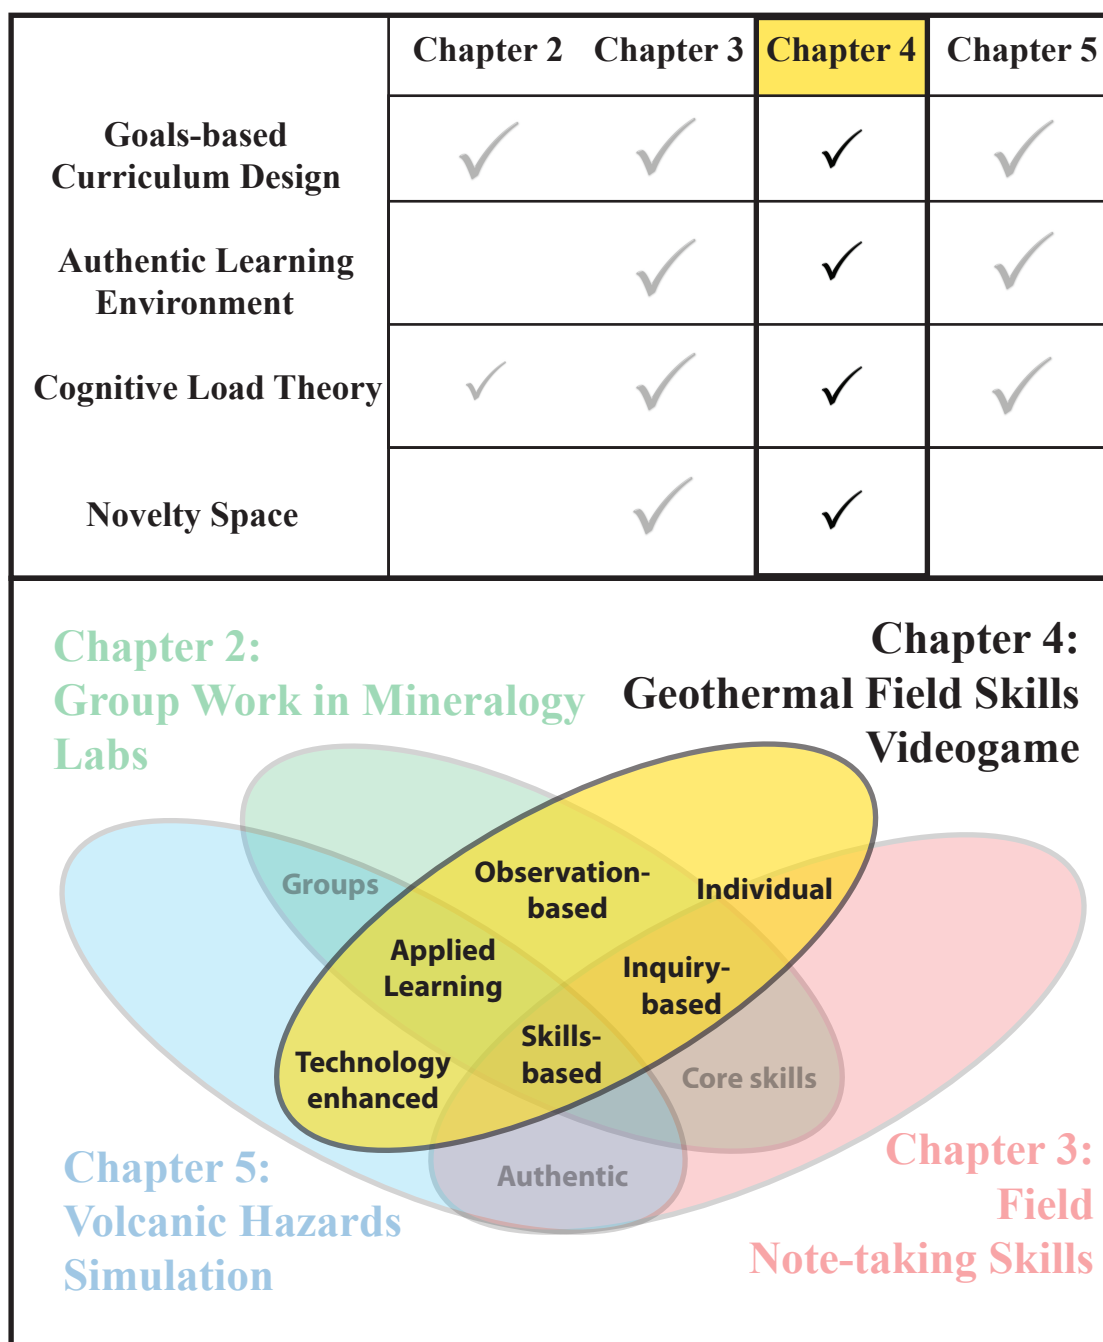 Chapter 2 Chapter 3 Chapter 4 Chapter 5
Goals-based
Curriculum Design
✓ ✓ ✓ ✓
Authentic Learning
Environment
✓ ✓ ✓
Cognitive Load Theory
✓ ✓ ✓ ✓
Novelty Space
✓ ✓
Chapter 2:
Group Work in Mineralogy
Labs
Chapter 4:
Geothermal Field Skills
Videogame
Groups
Observation-
based
Individual
Applied
Learning
Inquiry-
based
Technology
enhanced
Skills-
based
Core skills
Authentic
Chapter 5:
Volcanic Hazards
Simulation
Chapter 3:
Field
Note-taking Skills